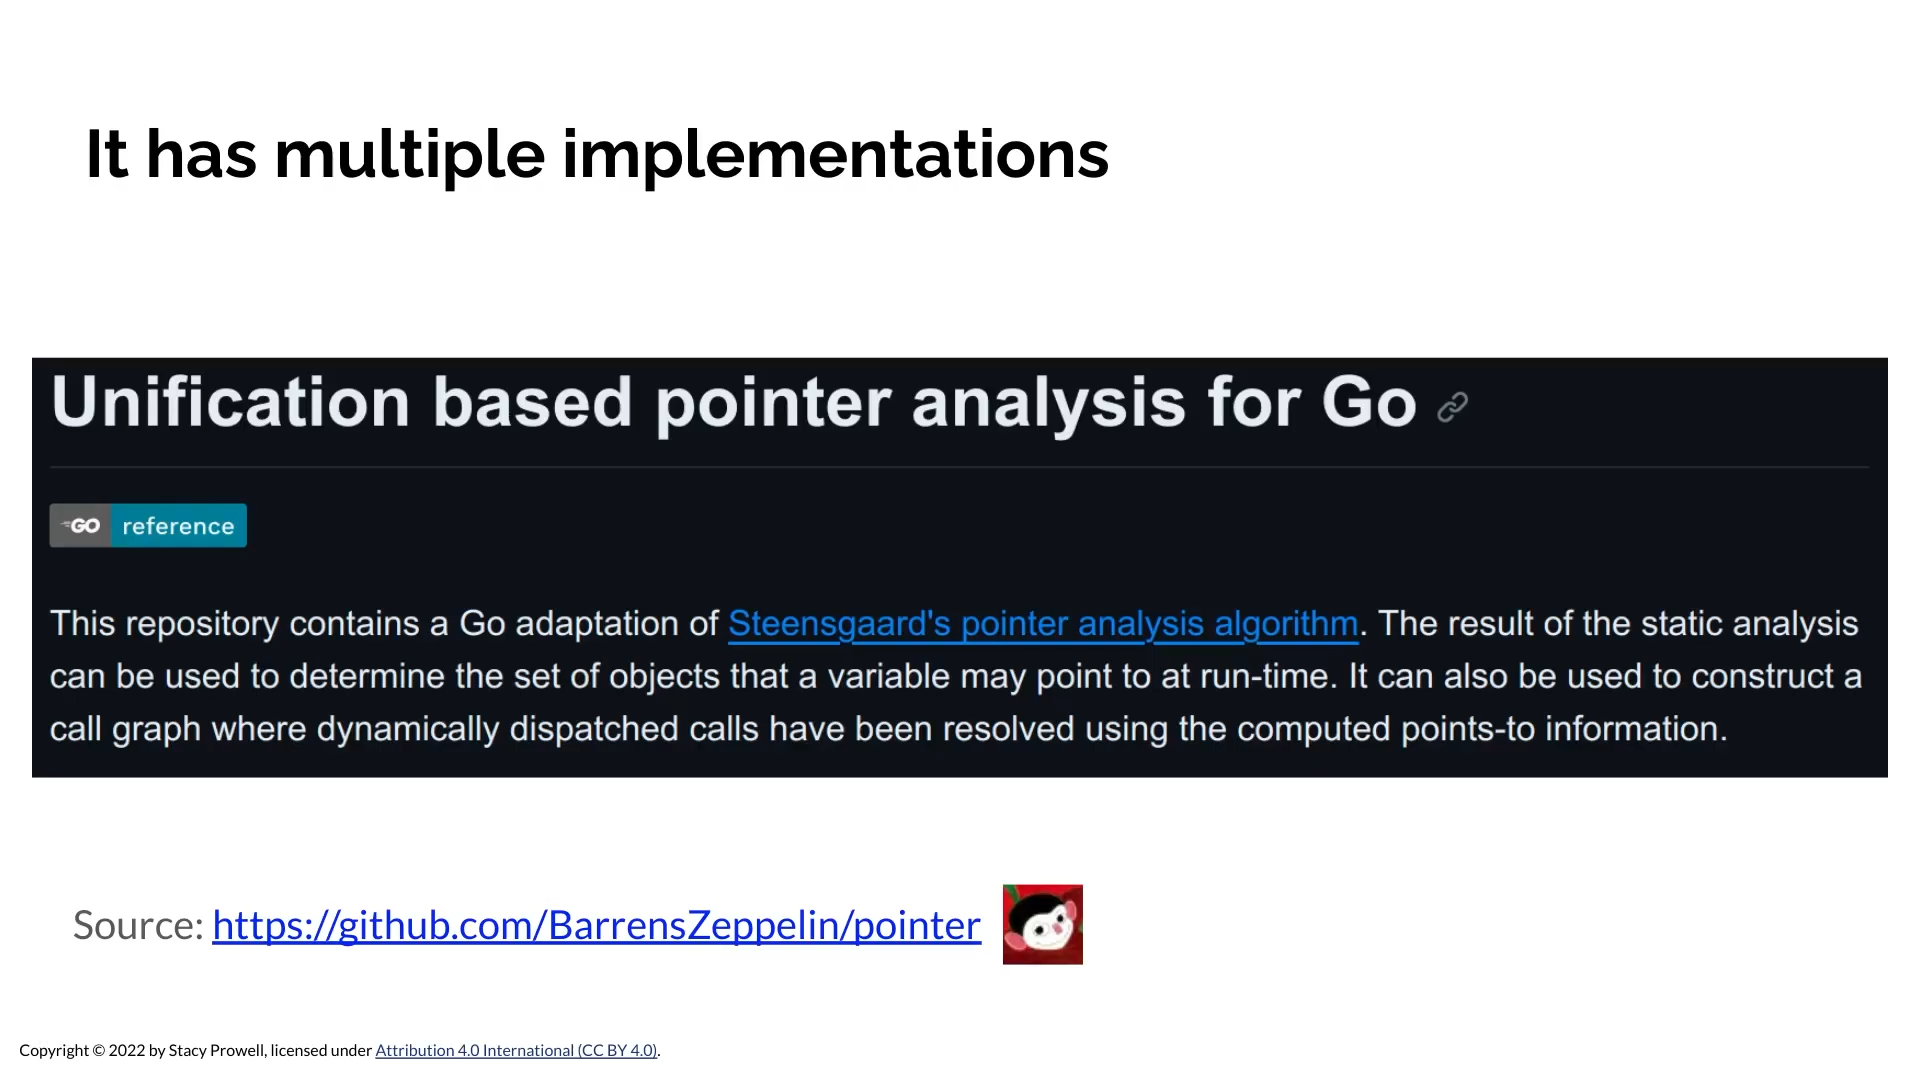 It has multiple implementations
Unification based pointer analysis for Go
GO reference
This repository contains a Go adaptation of Steensgaard's pointer analysis algorithm. The result of the static analysis
can be used to determine the set of objects that a variable may point to at run-time. It can also be used to construct a
call graph where dynamically dispatched calls have been resolved using the computed points-to information.
Source: https://github.com/BarrensZeppelin/pointer
Copyright © 2022 by Stacy Prowell, licensed under Attribution 4.0 International (CC BY 4.0).